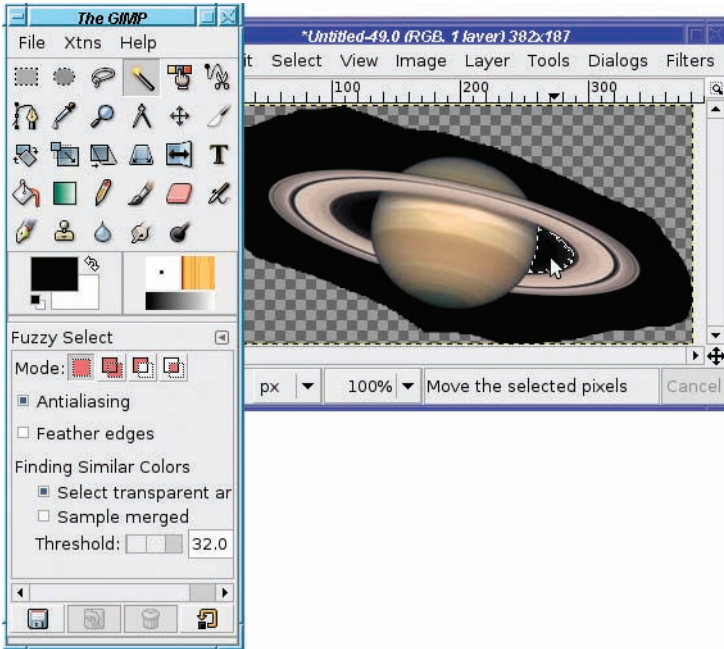 The GIMP
File Xtns Help
Fuzzy Select
Mode:
Antialiasing
Feather edges
Finding Similar Colors
Select transparent ar
Sample merged
Threshold: 32.0
*Untitled-49.0 (RGB. 1 layer) 382x187
it Select View Image Layer Tools Dialogs Filters
100 200 300
px 100% Move the selected pixels Cancel